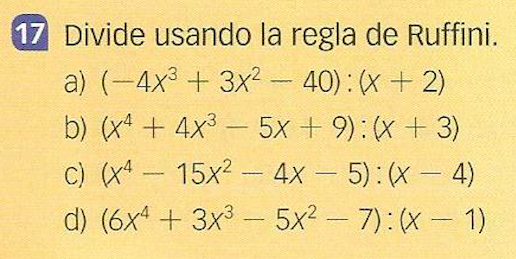 17 Divide usando la regla de Ruffini.
a) (−4x³ + 3x² − 40) : (x + 2)
b) (x⁴ + 4x³ − 5x + 9) : (x + 3)
c) (x⁴ − 15x² − 4x − 5) : (x − 4)
d) (6x⁴ + 3x³ − 5x² − 7) : (x − 1)